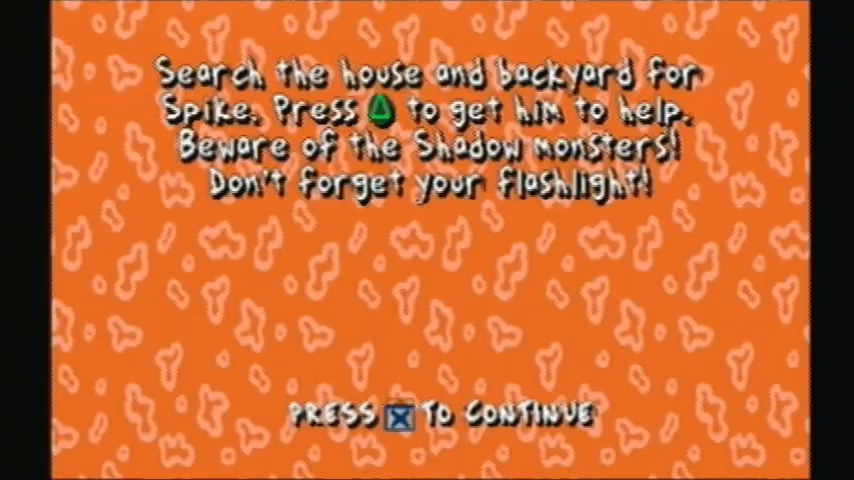 Search the house and backyard for
Spike. Press △ to get him to help.
Beware of the Shadow monsters!
Don't forget your flashlight!
PRESS X TO CONTINUE